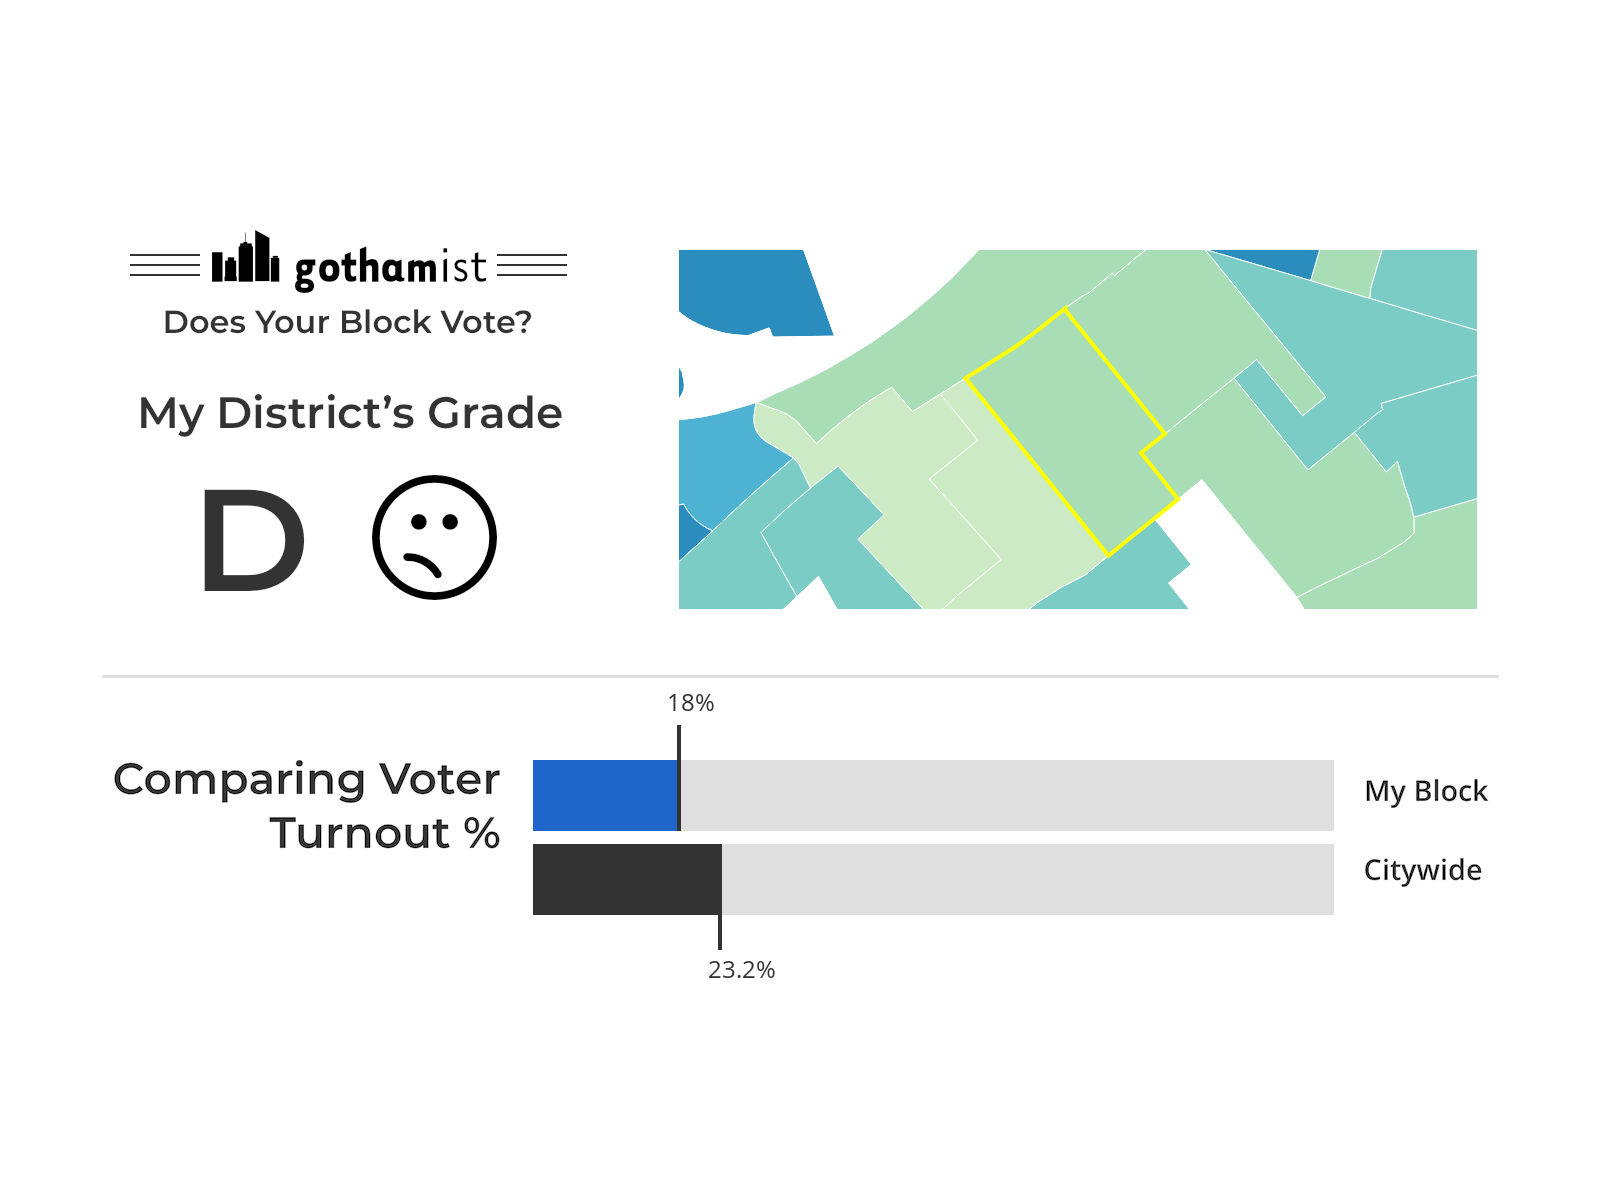 gothamist
Does Your Block Vote?
My District’s Grade
D
18%
Comparing Voter
Turnout %
My Block
Citywide
23.2%